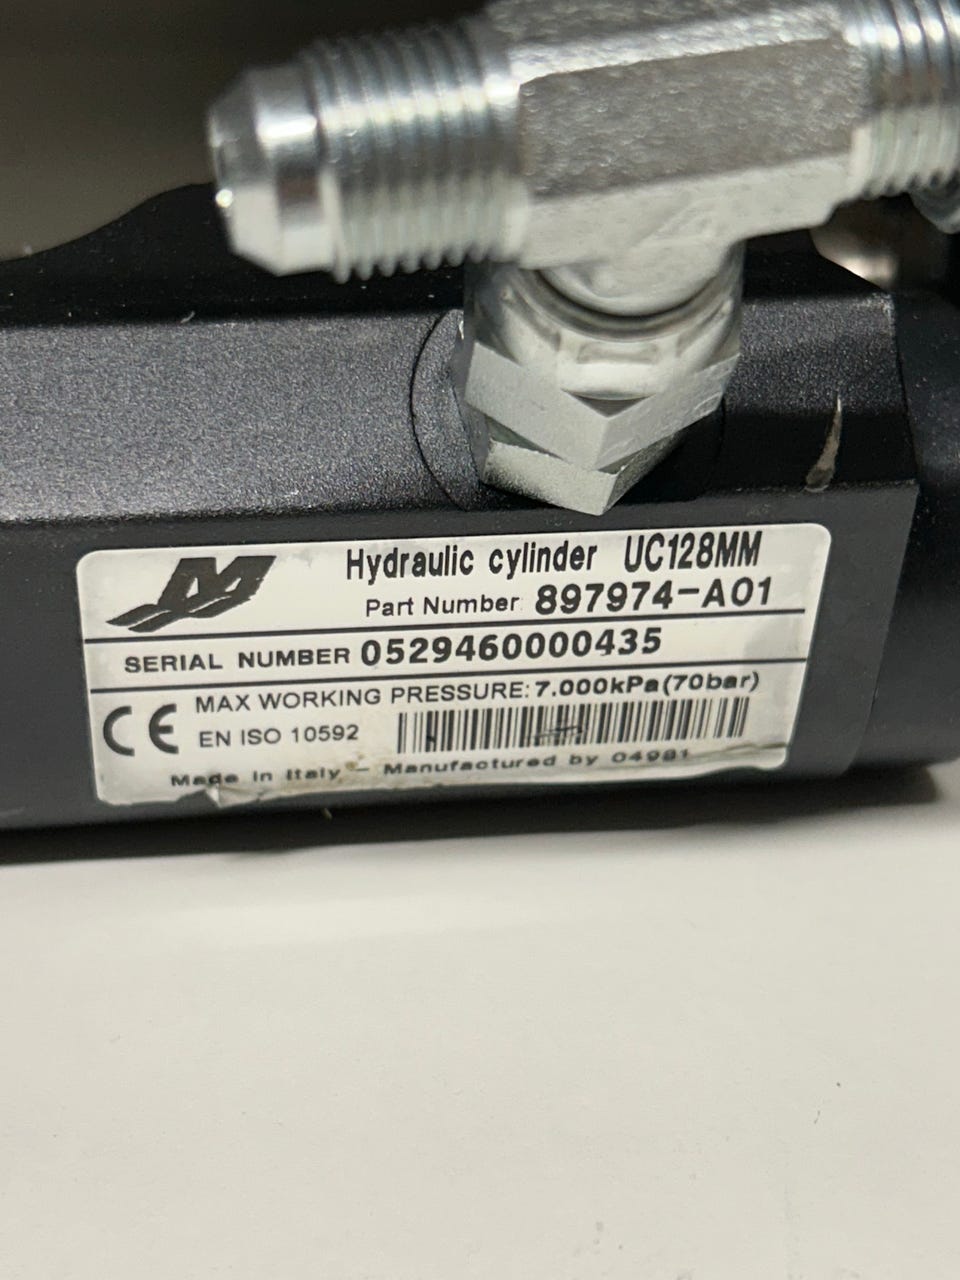 Hydraulic cylinder UC128MM
Part Number 897974-A01
SERIAL NUMBER 0529460000435
MAX WORKING PRESSURE: 7.000kPa(70bar)
CE EN ISO 10592
Made in Italy - Manufactured by 04981